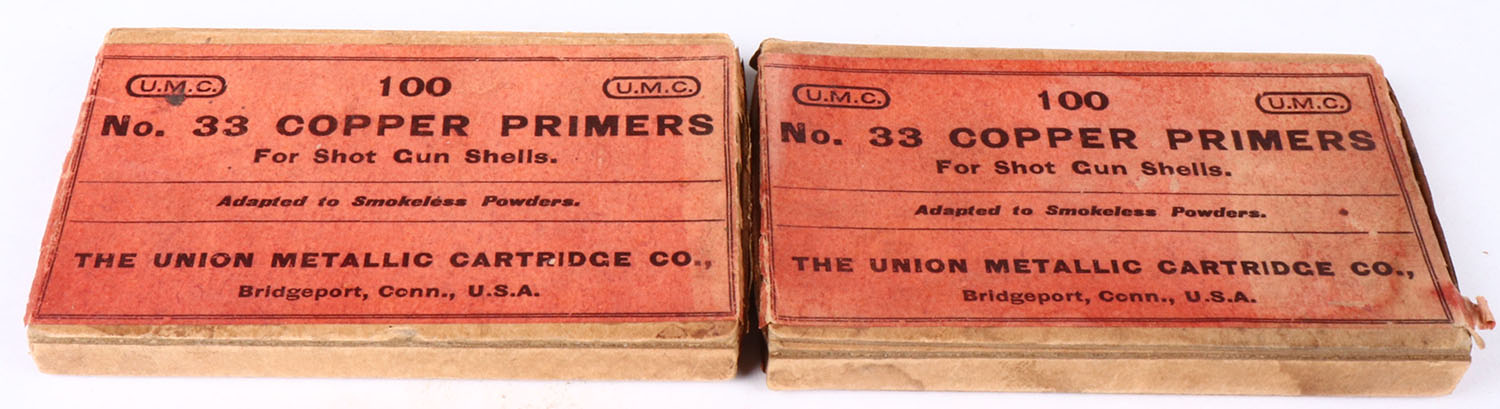 U.M.C. 100 U.M.C.
No. 33 COPPER PRIMERS
For Shot Gun Shells.
Adapted to Smokeless Powders.
THE UNION METALLIC CARTRIDGE CO.,
Bridgeport, Conn., U.S.A.
U.M.C. 100 U.M.C.
No. 33 COPPER PRIMERS
For Shot Gun Shells.
Adapted to Smokeless Powders.
THE UNION METALLIC CARTRIDGE CO.,
Bridgeport, Conn., U.S.A.